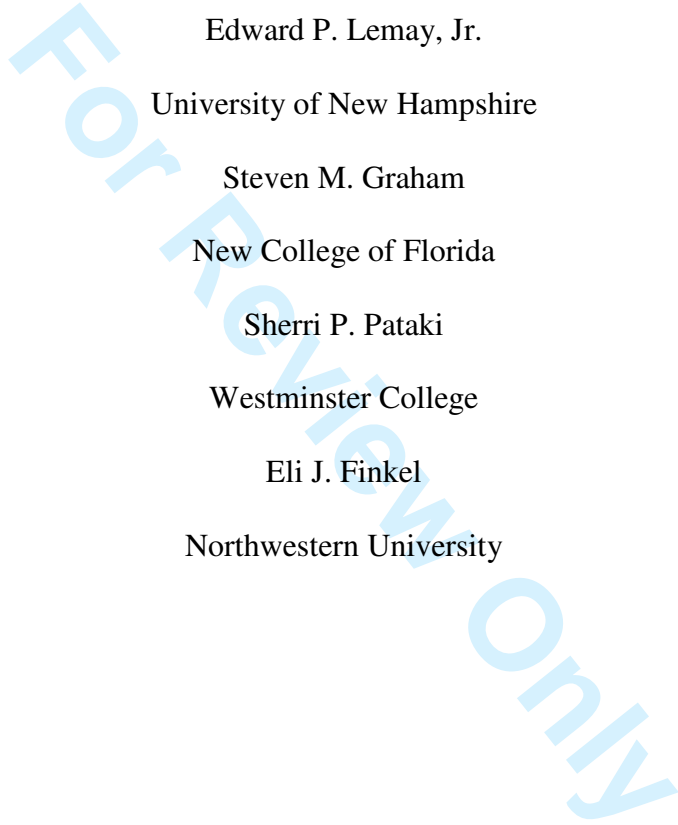 Edward P. Lemay, Jr.
University of New Hampshire
Steven M. Graham
New College of Florida
Sherri P. Pataki
Westminster College
Eli J. Finkel
Northwestern University
For Review Only